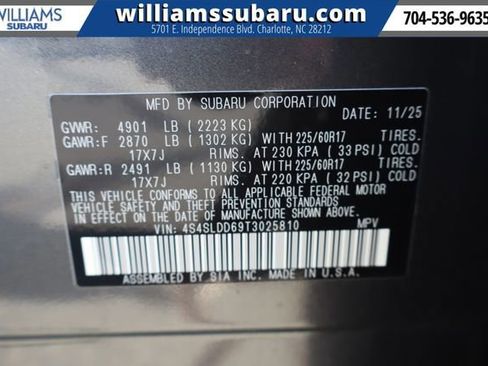 WILLIAMS
SUBARU
williamssubaru.com
5701 E. Independence Blvd. Charlotte, NC 28212
704-536-9635
MFD BY SUBARU CORPORATION
DATE: 11/25
GVWR: 4901 LB (2223 KG)
GAWR:F 2870 LB (1302 KG) WITH 225/60R17 TIRES.
17X7J RIMS. AT 230 KPA (33 PSI) COLD
GAWR:R 2491 LB (1130 KG) WITH 225/60R17 TIRES.
17X7J RIMS. AT 220 KPA (32 PSI) COLD
THIS VEHICLE CONFORMS TO ALL APPLICABLE FEDERAL MOTOR
VEHICLE SAFETY AND THEFT PREVENTION STANDARDS IN
EFFECT ON THE DATE OF MANUFACTURE SHOWN ABOVE.
VIN: 4S4SLDD69T3025810 MPV
ASSEMBLED BY SIA INC. MADE IN U.S.A.